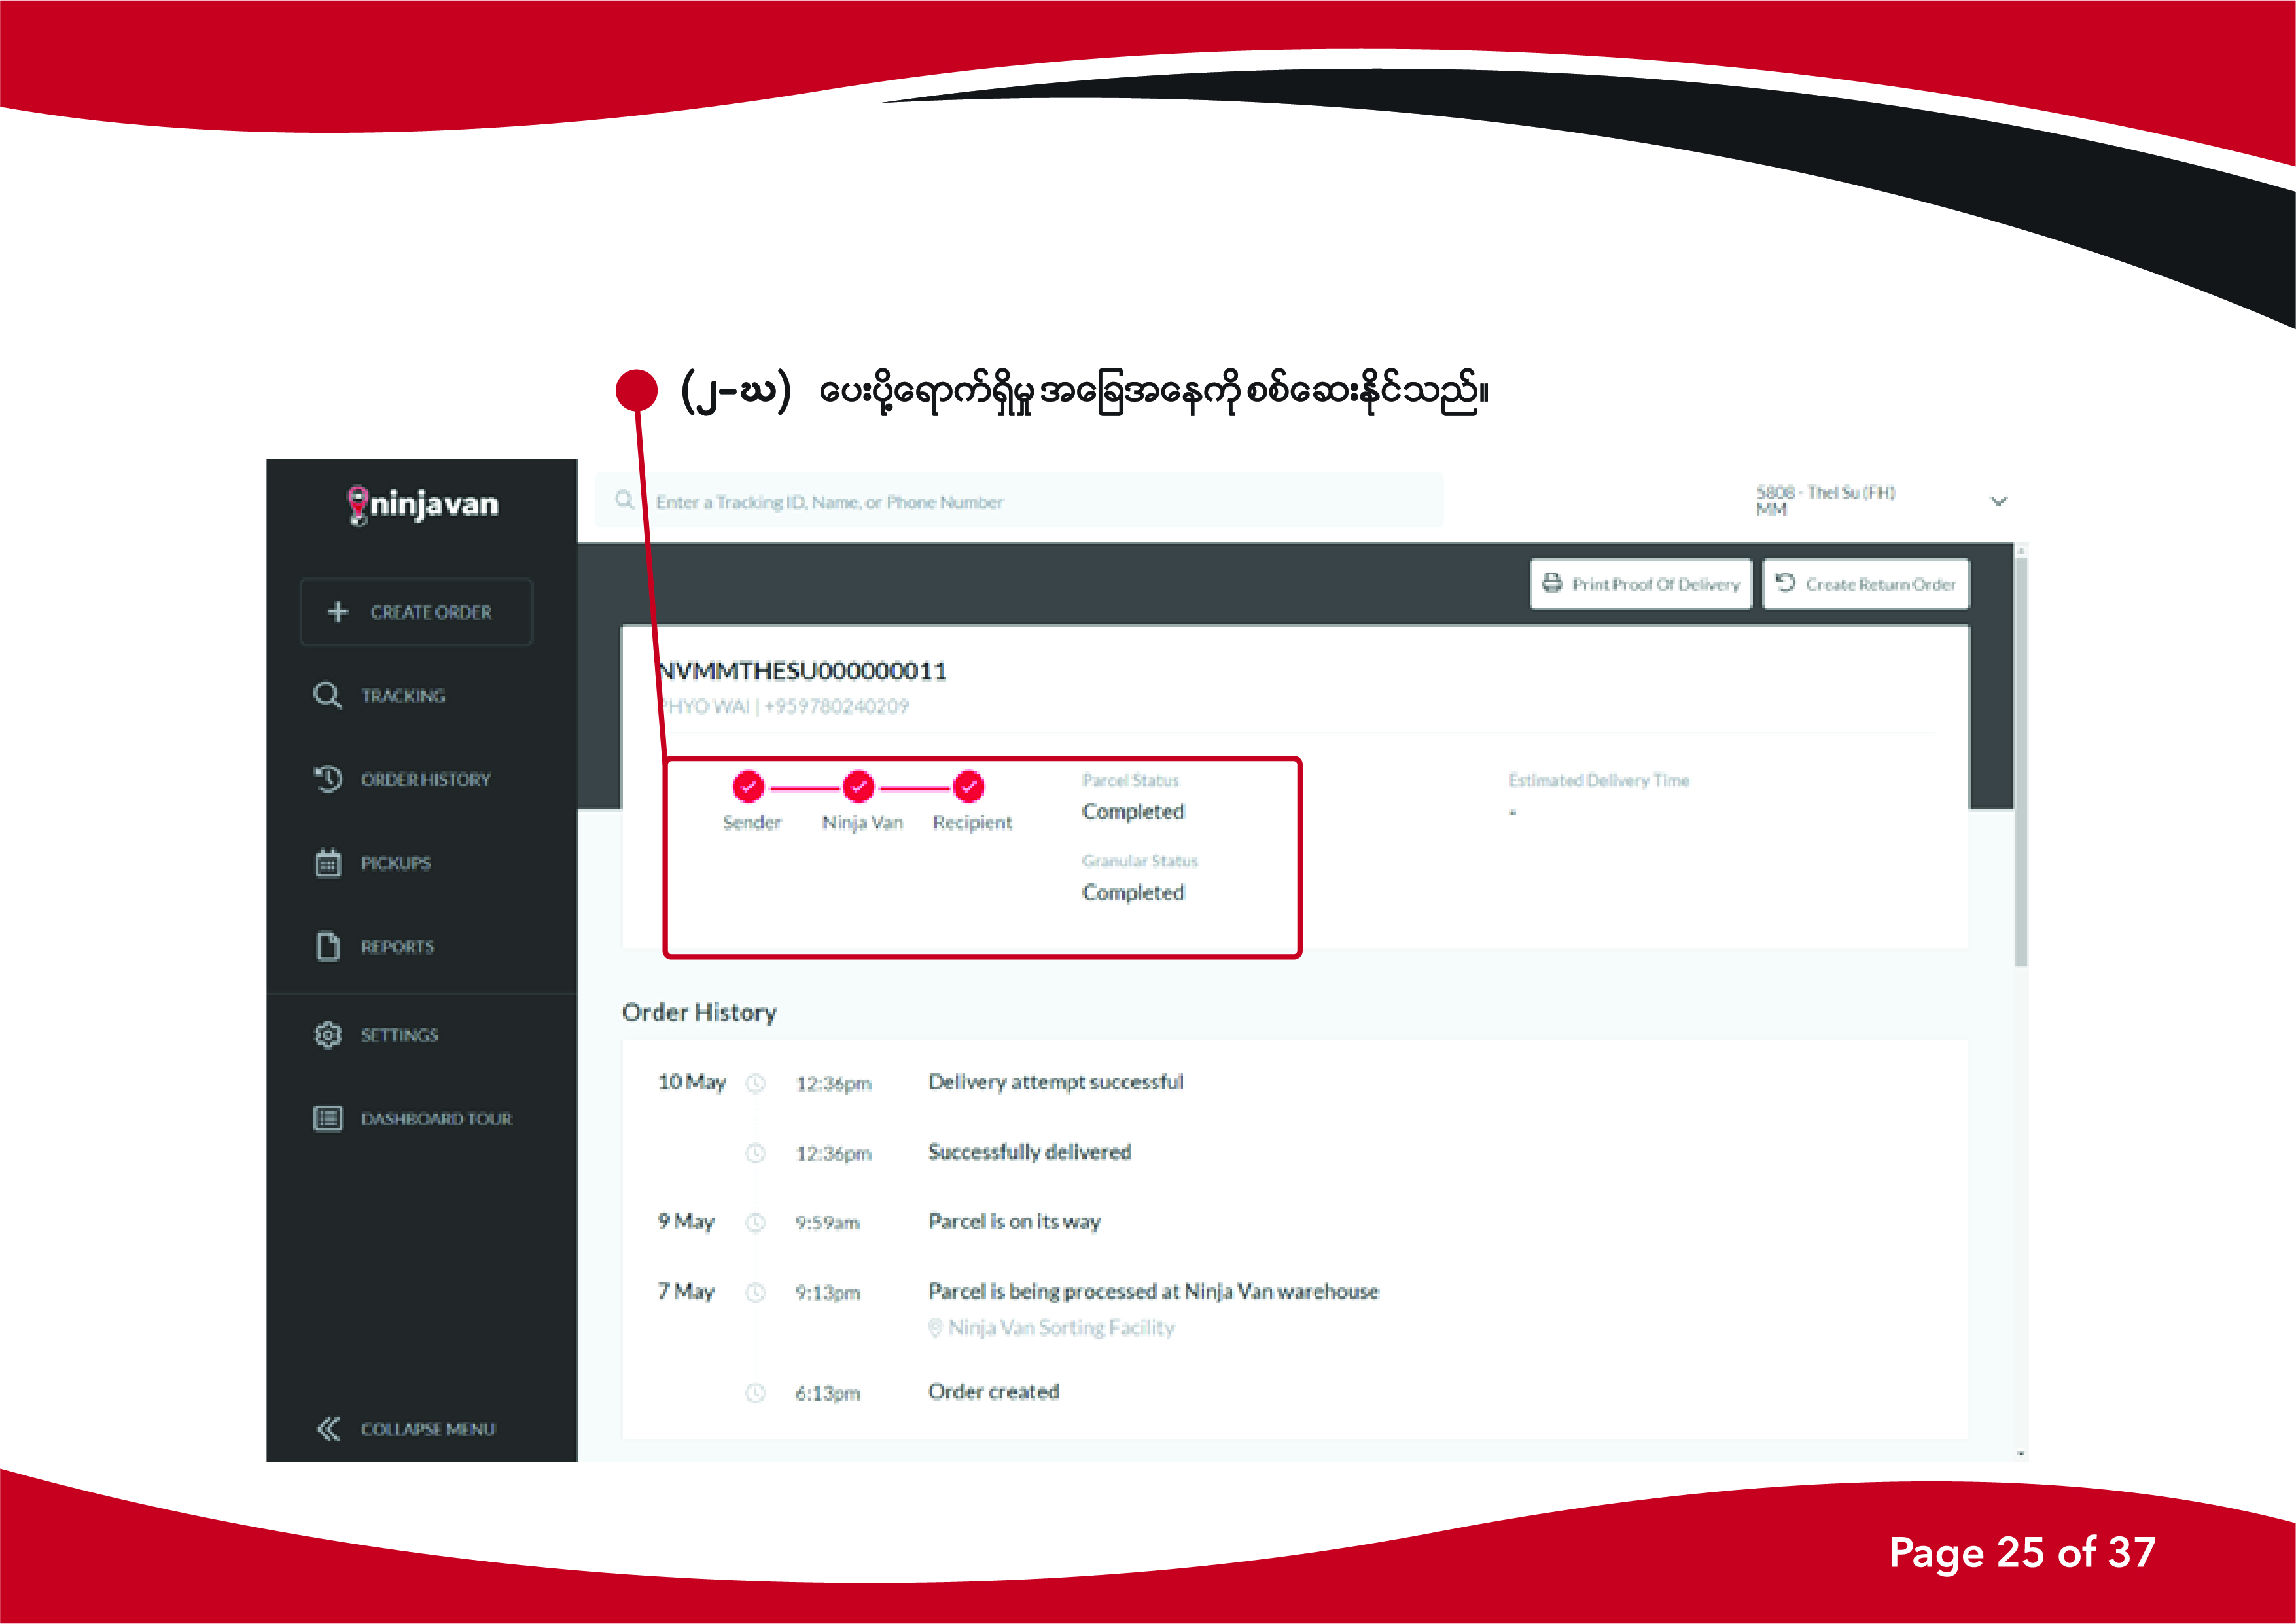 (၂-ဃ) ပေးပို့ရောက်ရှိမှု အခြေအနေကို စစ်ဆေးနိုင်သည်။
ninjavan
Enter a Tracking ID, Name, or Phone Number
5808 - Thel Su (FH)
MM
Print Proof Of Delivery
Create Return Order
CREATE ORDER
TRACKING
ORDER HISTORY
PICKUPS
REPORTS
SETTINGS
DASHBOARD TOUR
COLLAPSE MENU
NVMMTHESU000000011
PHYO WAI | +959780240209
Sender
Ninja Van
Recipient
Parcel Status
Completed
Granular Status
Completed
Estimated Delivery Time
-
Order History
10 May 12:36pm Delivery attempt successful
12:36pm Successfully delivered
9 May 9:59am Parcel is on its way
7 May 9:13pm Parcel is being processed at Ninja Van warehouse
Ninja Van Sorting Facility
6:13pm Order created
Page 25 of 37